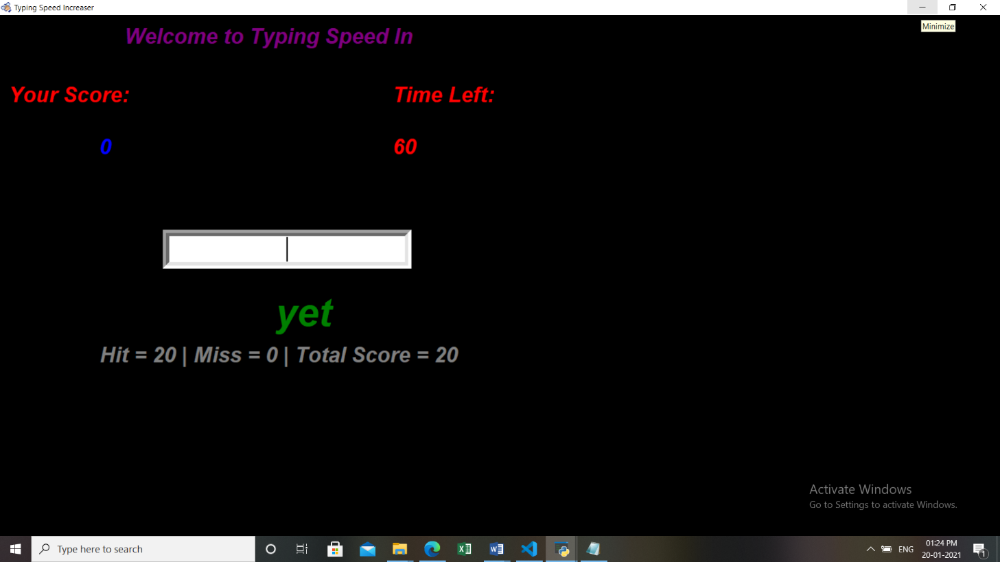 Typing Speed Increaser
Minimize
Welcome to Typing Speed In
Your Score:
Time Left:
0
60
yet
Hit = 20 | Miss = 0 | Total Score = 20
Activate Windows
Go to Settings to activate Windows.
Type here to search
ENG
01:24 PM
20-01-2021
1